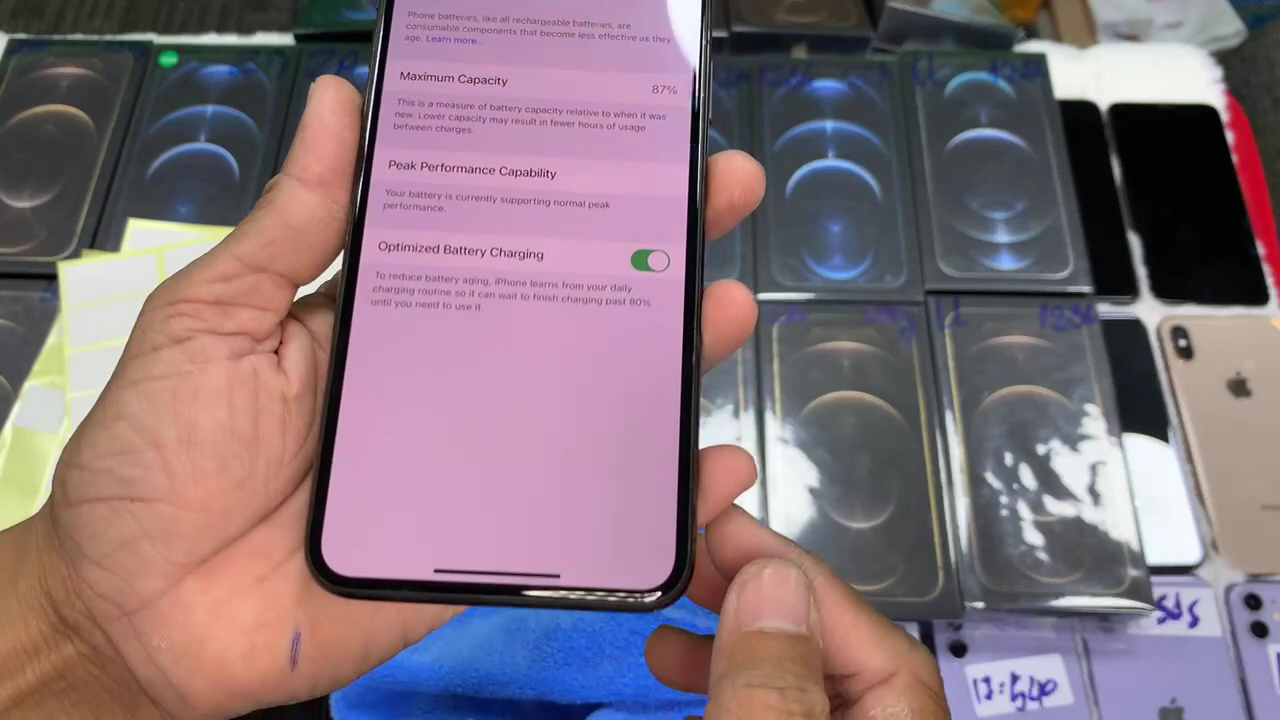 Phone batteries, like all rechargeable batteries, are
consumable components that become less effective as they
age. Learn more...
Maximum Capacity
87%
This is a measure of battery capacity relative to when it was
new. Lower capacity may result in fewer hours of usage
between charges.
Peak Performance Capability
Your battery is currently supporting normal peak
performance.
Optimized Battery Charging
To reduce battery aging, iPhone learns from your daily
charging routine so it can wait to finish charging past 80%
until you need to use it.